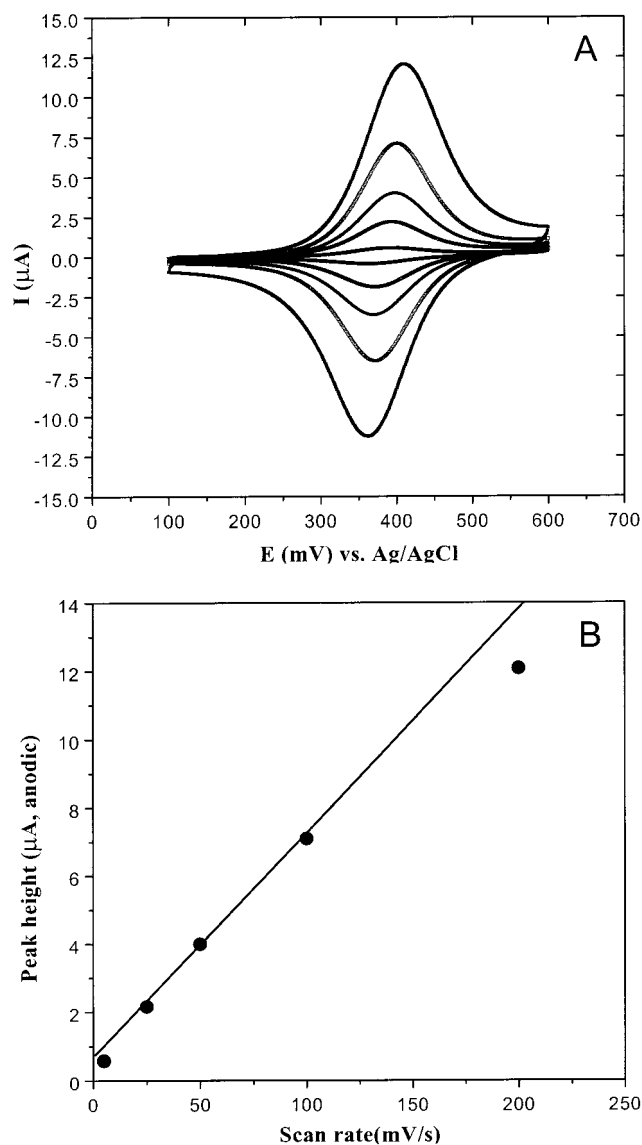 A
15.0
12.5
10.0
7.5
5.0
2.5
0.0
-2.5
-5.0
-7.5
-10.0
-12.5
-15.0
I (μA)
0 100 200 300 400 500 600 700
E (mV) vs. Ag/AgCl
B
14
12
10
8
6
4
2
0
Peak height (μA, anodic)
0 50 100 150 200 250
Scan rate(mV/s)